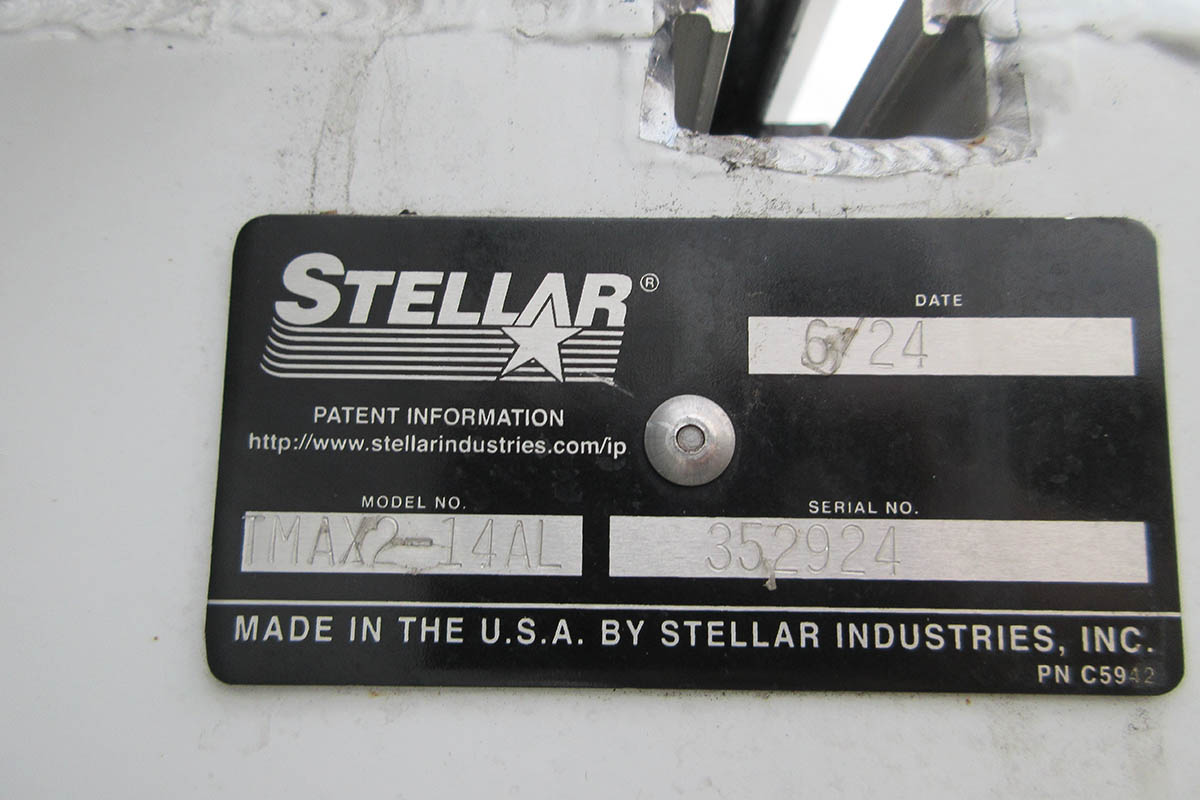 STELLAR®
DATE
6/24
PATENT INFORMATION
http://www.stellarindustries.com/ip
MODEL NO.
TMAX2-14AL
SERIAL NO.
352924
MADE IN THE U.S.A. BY STELLAR INDUSTRIES, INC.
PN C5942